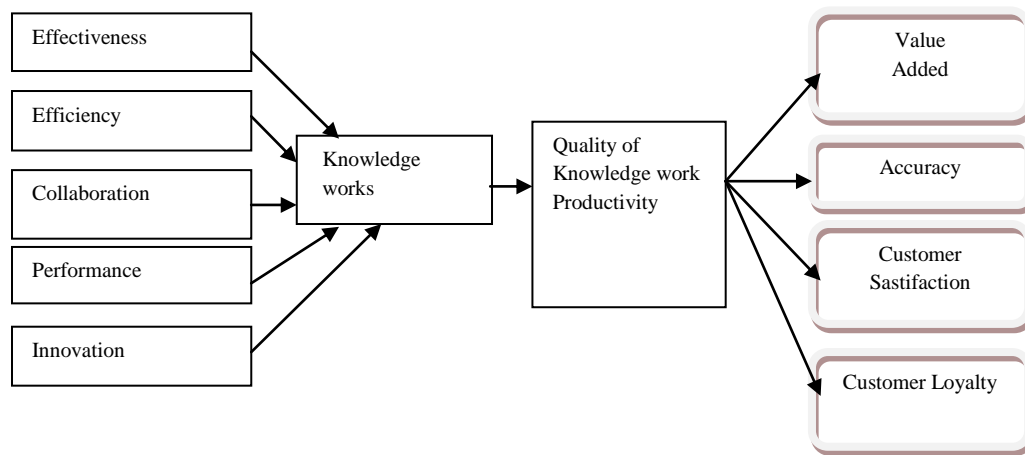 Effectiveness
Efficiency
Collaboration
Performance
Innovation
Knowledge
works
Quality of
Knowledge work
Productivity
Value
Added
Accuracy
Customer
Sastifaction
Customer Loyalty